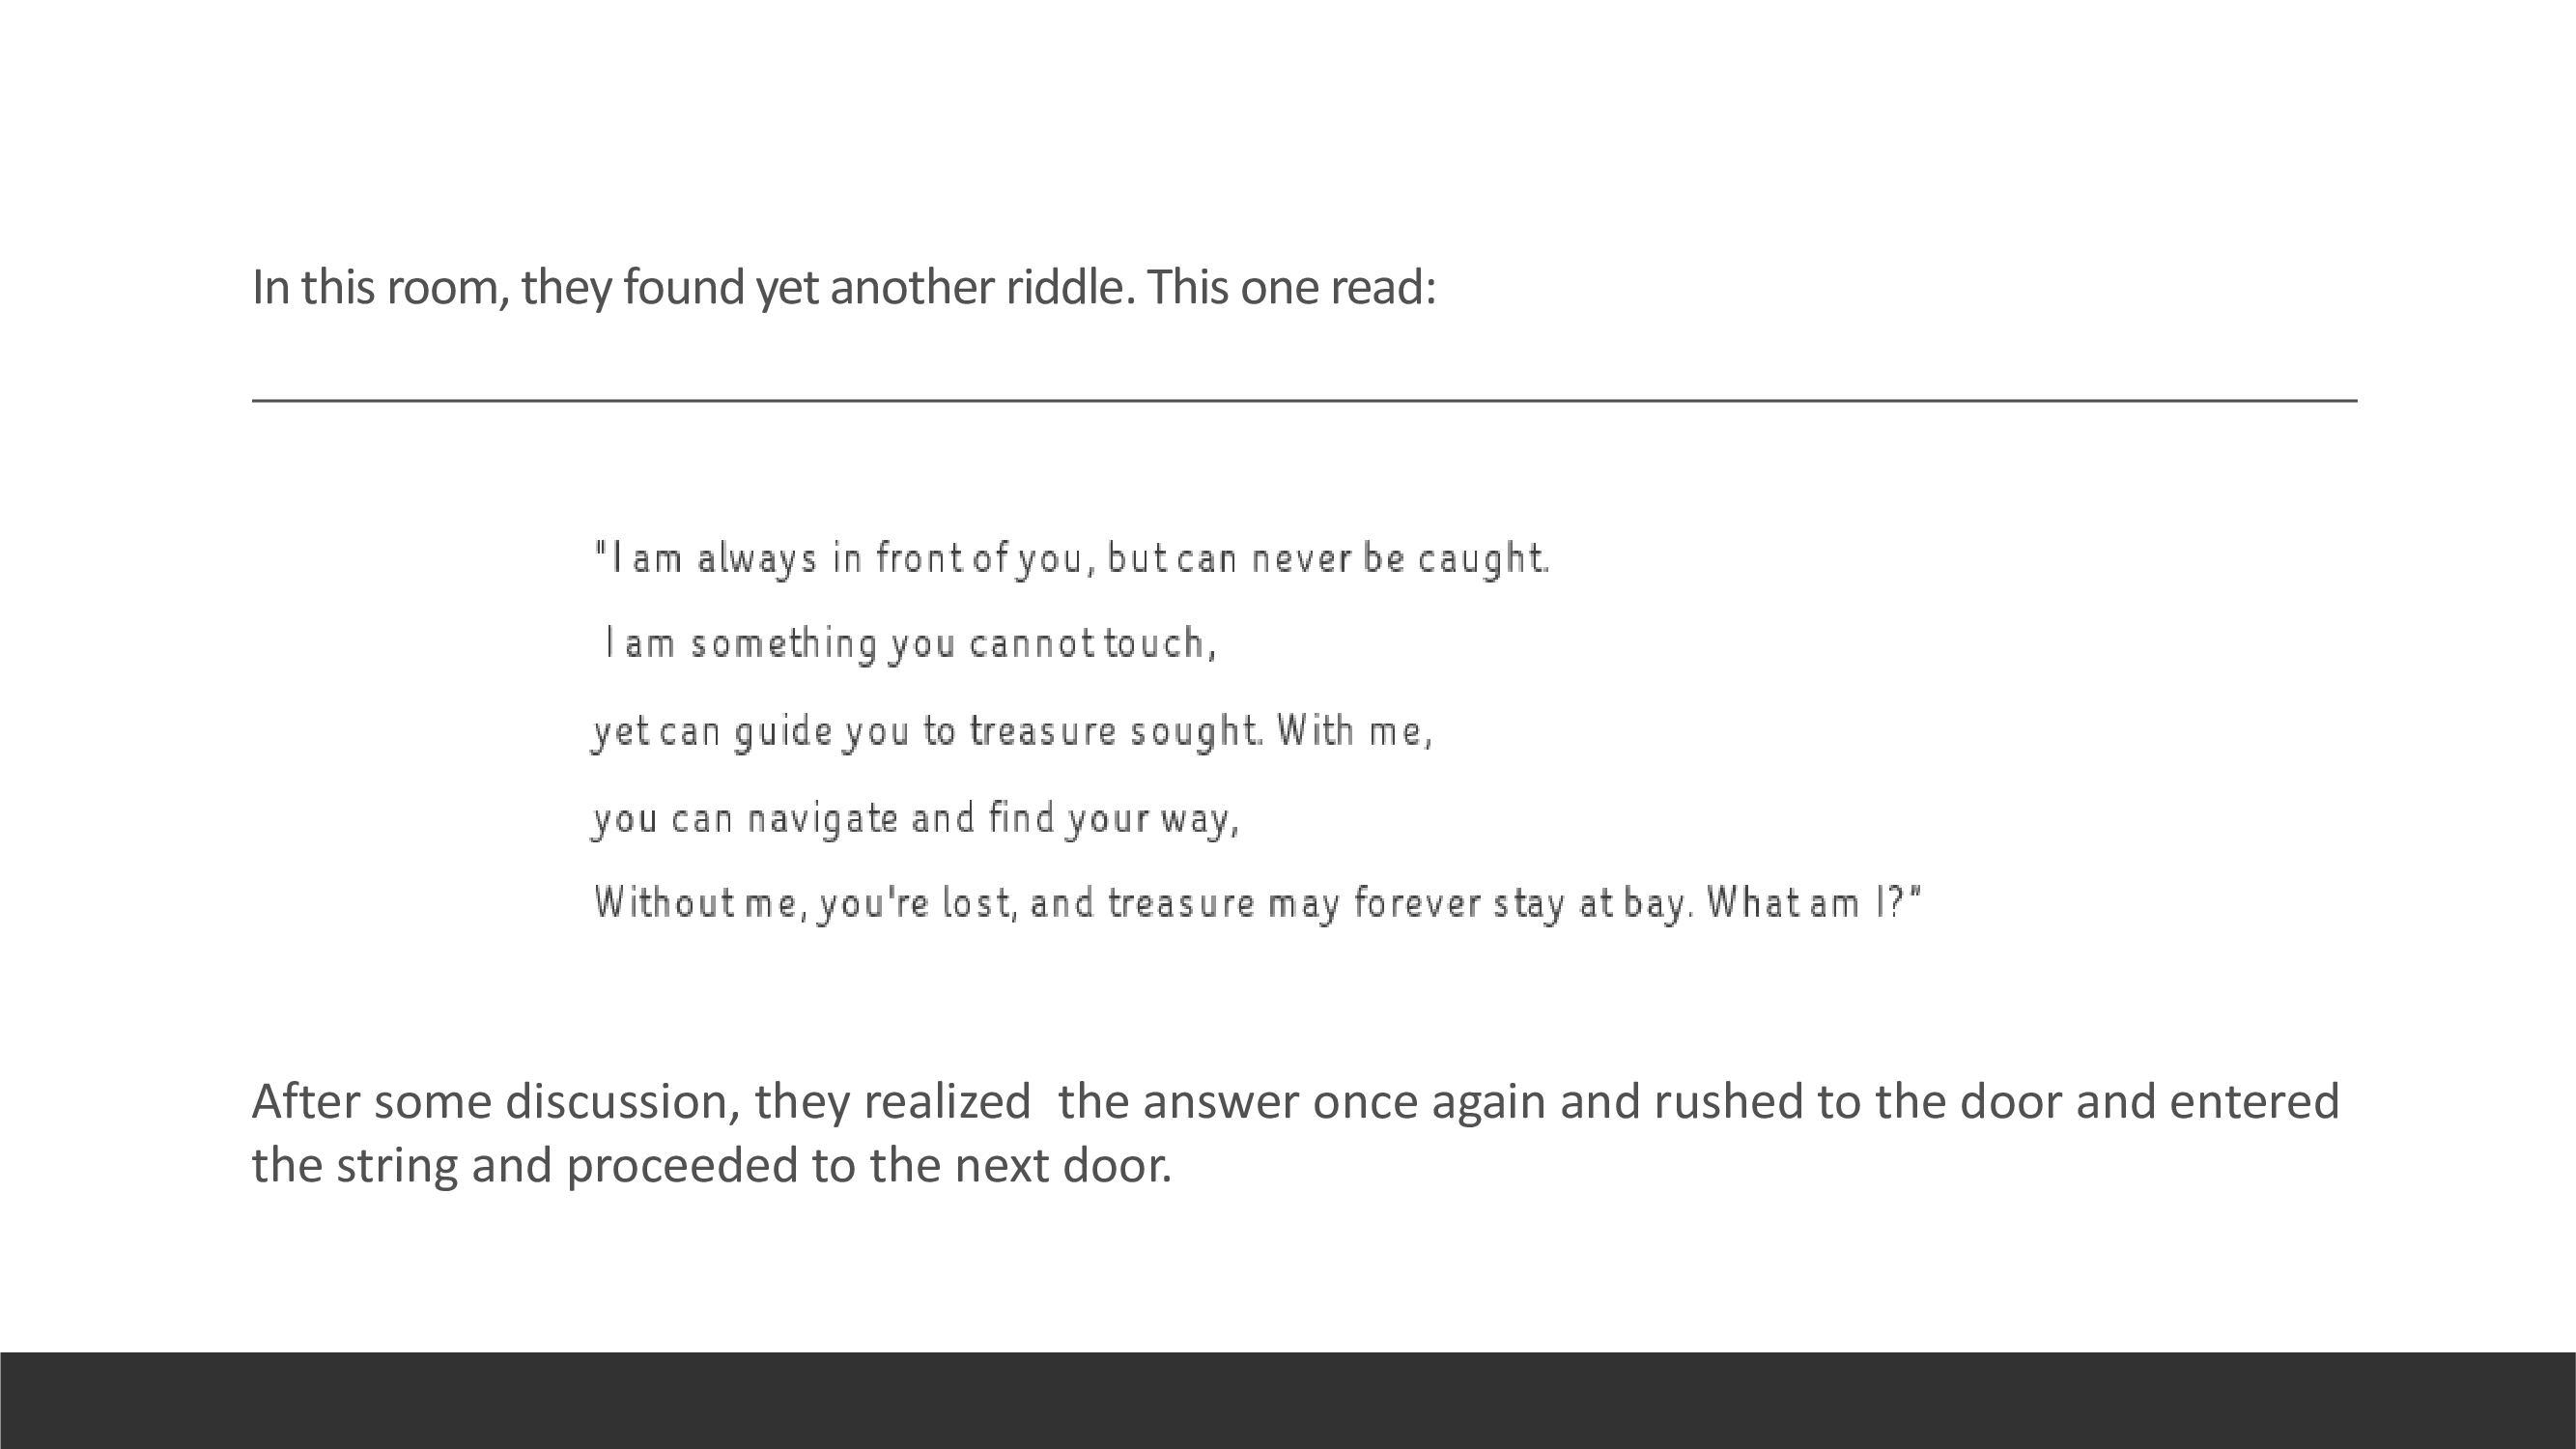 In this room, they found yet another riddle. This one read:
"I am always in front of you, but can never be caught.
I am something you cannot touch,
yet can guide you to treasure sought. With me,
you can navigate and find your way,
Without me, you're lost, and treasure may forever stay at bay. What am I?"
After some discussion, they realized  the answer once again and rushed to the door and entered
the string and proceeded to the next door.